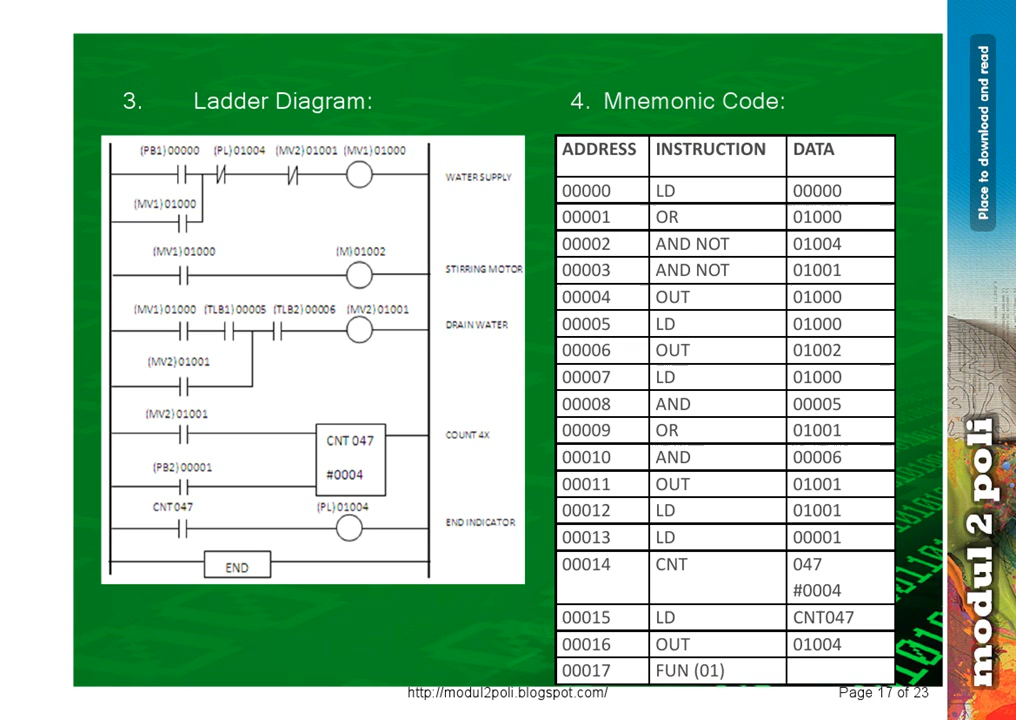 3. Ladder Diagram:
(PB1)00000 (PL)01004 (MV2)01001 (MV1)01000
WATER SUPPLY
(MV1)01000
(MV1)01000 (M)01002
STIRRING MOTOR
(MV1)01000 (TLB1)00005 (TLB2)00006 (MV2)01001
DRAIN WATER
(MV2)01001
(MV2)01001
CNT 047
COUNT 4X
(PB2)00001
#0004
CNT047 (PL)01004
END INDICATOR
END
4. Mnemonic Code:
ADDRESS INSTRUCTION DATA
00000 LD 00000
00001 OR 01000
00002 AND NOT 01004
00003 AND NOT 01001
00004 OUT 01000
00005 LD 01000
00006 OUT 01002
00007 LD 01000
00008 AND 00005
00009 OR 01001
00010 AND 00006
00011 OUT 01001
00012 LD 01001
00013 LD 00001
00014 CNT 047
#0004
00015 LD CNT047
00016 OUT 01004
00017 FUN (01)
http://modul2poli.blogspot.com/ Page 17 of 23
Place to download and read
modul 2 poli